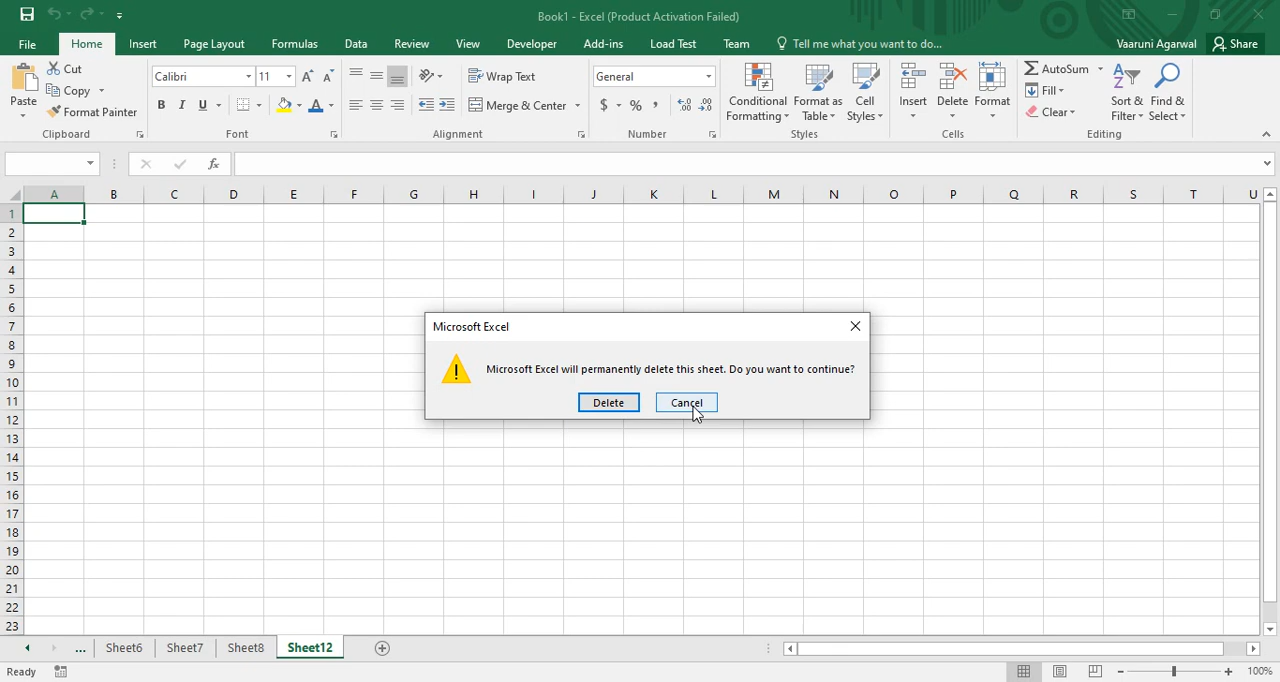 Book1 - Excel (Product Activation Failed)
File Home Insert Page Layout Formulas Data Review View Developer Add-ins Load Test Team Tell me what you want to do... Vaaruni Agarwal Share
Paste
Cut
Copy
Format Painter
Clipboard
Calibri 11
B I U
Font
Wrap Text
Merge & Center
Alignment
General
$ % ,
Number
Conditional Formatting
Format as Table
Cell Styles
Styles
Insert Delete Format
Cells
AutoSum
Fill
Clear
Sort & Filter
Find & Select
Editing
fx
A B C D E F G H I J K L M N O P Q R S T U
1
2
3
4
5
6
7
8
9
10
11
12
13
14
15
16
17
18
19
20
21
22
23
Microsoft Excel
Microsoft Excel will permanently delete this sheet. Do you want to continue?
Delete Cancel
... Sheet6 Sheet7 Sheet8 Sheet12
Ready 100%